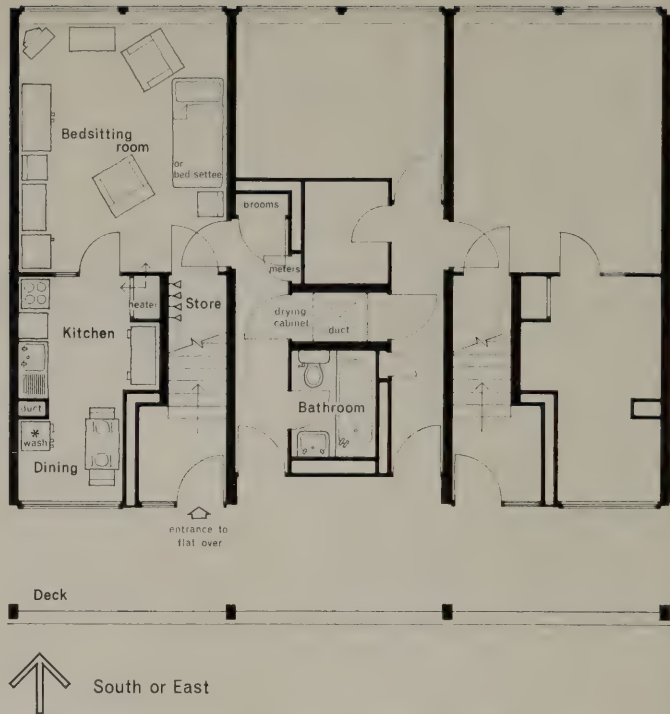 Bedsitting
room
or
bed settee
brooms
meters
heater
Store
Kitchen
drying
cabinet
duct
duct
Bathroom
*
wash
Dining
entrance to
flat over
Deck
South or East